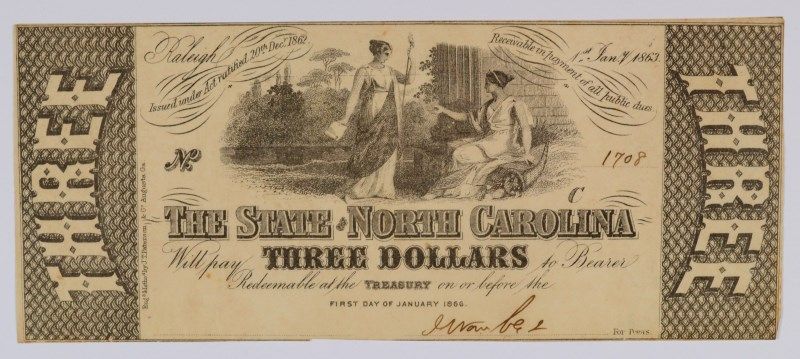 THREE
Raleigh
Issued under Act ratified 20th Dec.r 1862
Receivable in payment of all public dues
1st Jan.y 1863.
No
1708
C
THE STATE OF NORTH CAROLINA
Will pay THREE DOLLARS to Bearer
Redeemable at the TREASURY on or before the
FIRST DAY OF JANUARY 1866.
For Treas.
THREE